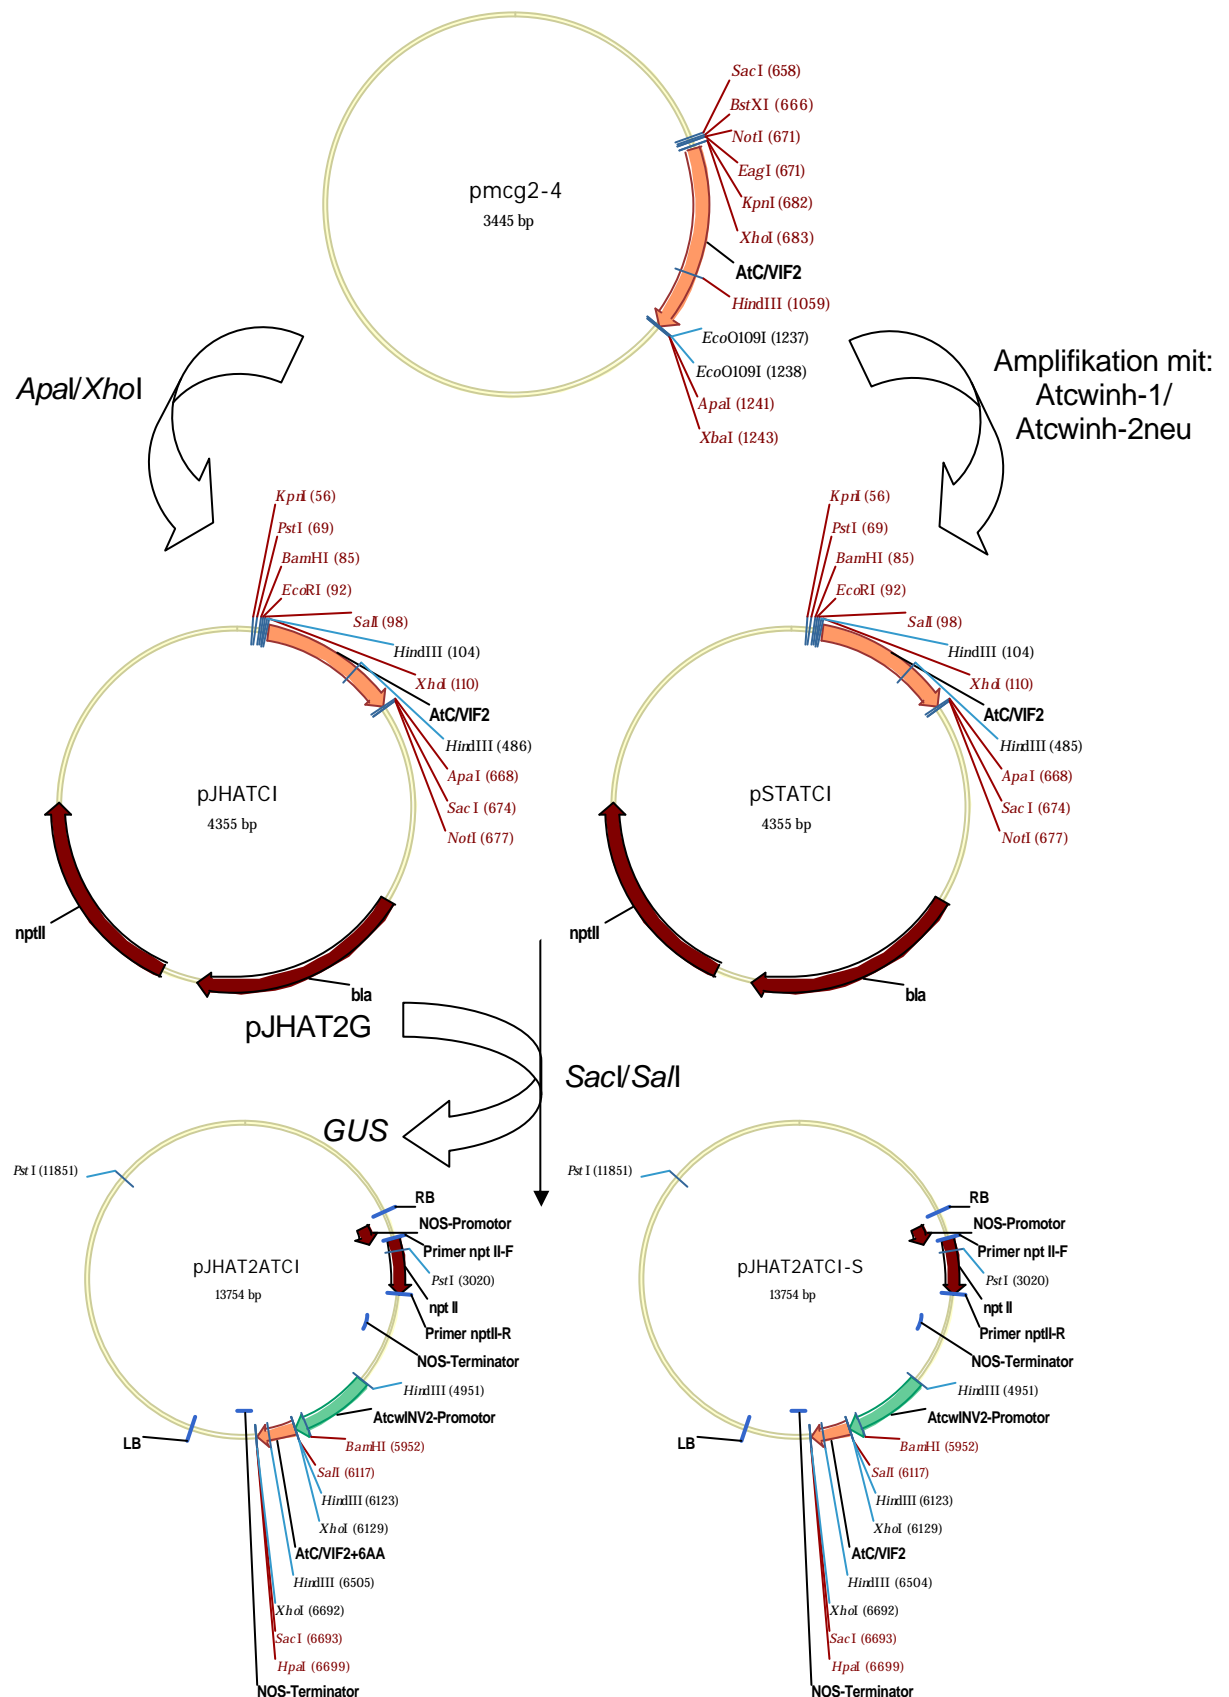 SacI (658)
BstXI (666)
NotI (671)
EagI (671)
KpnI (682)
XhoI (683)
AtC/VIF2
HindIII (1059)
EcoO109I (1237)
EcoO109I (1238)
ApaI (1241)
XbaI (1243)
pmcg2-4
3445 bp
ApaI/XhoI
Amplifikation mit:
Atcwinh-1/
Atcwinh-2neu
KpnI (56)
PstI (69)
BamHI (85)
EcoRI (92)
SalI (98)
HindIII (104)
XhoI (110)
AtC/VIF2
HindIII (486)
ApaI (668)
SacI (674)
NotI (677)
pJHATCI
4355 bp
nptII
bla
KpnI (56)
PstI (69)
BamHI (85)
EcoRI (92)
SalI (98)
HindIII (104)
XhoI (110)
AtC/VIF2
HindIII (485)
ApaI (668)
SacI (674)
NotI (677)
pSTATCI
4355 bp
nptII
bla
pJHAT2G
SacI/SalI
GUS
PstI (11851)
RB
NOS-Promotor
Primer npt II-F
PstI (3020)
npt II
Primer nptII-R
NOS-Terminator
HindIII (4951)
AtcwINV2-Promotor
BamHI (5952)
SalI (6117)
HindIII (6123)
XhoI (6129)
AtC/VIF2+6AA
HindIII (6505)
XhoI (6692)
SacI (6693)
HpaI (6699)
NOS-Terminator
LB
pJHAT2ATCI
13754 bp
PstI (11851)
RB
NOS-Promotor
Primer npt II-F
PstI (3020)
npt II
Primer nptII-R
NOS-Terminator
HindIII (4951)
AtcwINV2-Promotor
BamHI (5952)
SalI (6117)
HindIII (6123)
XhoI (6129)
AtC/VIF2
HindIII (6504)
XhoI (6692)
SacI (6693)
HpaI (6699)
NOS-Terminator
LB
pJHAT2ATCI-S
13754 bp